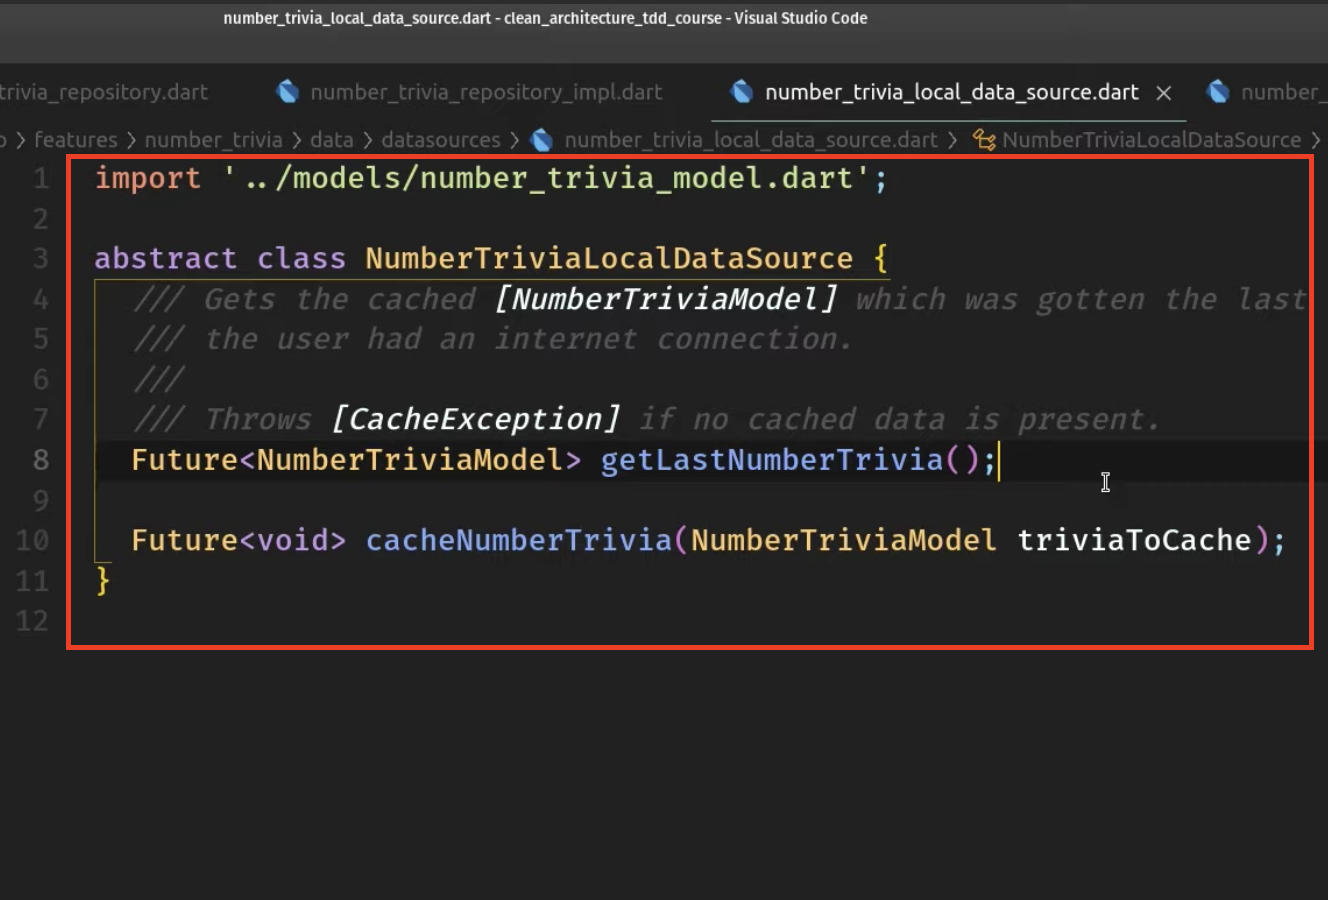 number_trivia_local_data_source.dart - clean_architecture_tdd_course - Visual Studio Code
trivia_repository.dart number_trivia_repository_impl.dart number_trivia_local_data_source.dart × number_
features > number_trivia > data > datasources > number_trivia_local_data_source.dart > NumberTriviaLocalDataSource >
1 import '../models/number_trivia_model.dart';
2
3 abstract class NumberTriviaLocalDataSource {
4 /// Gets the cached [NumberTriviaModel] which was gotten the last
5 /// the user had an internet connection.
6 ///
7 /// Throws [CacheException] if no cached data is present.
8 Future<NumberTriviaModel> getLastNumberTrivia();
9
10 Future<void> cacheNumberTrivia(NumberTriviaModel triviaToCache);
11 }
12